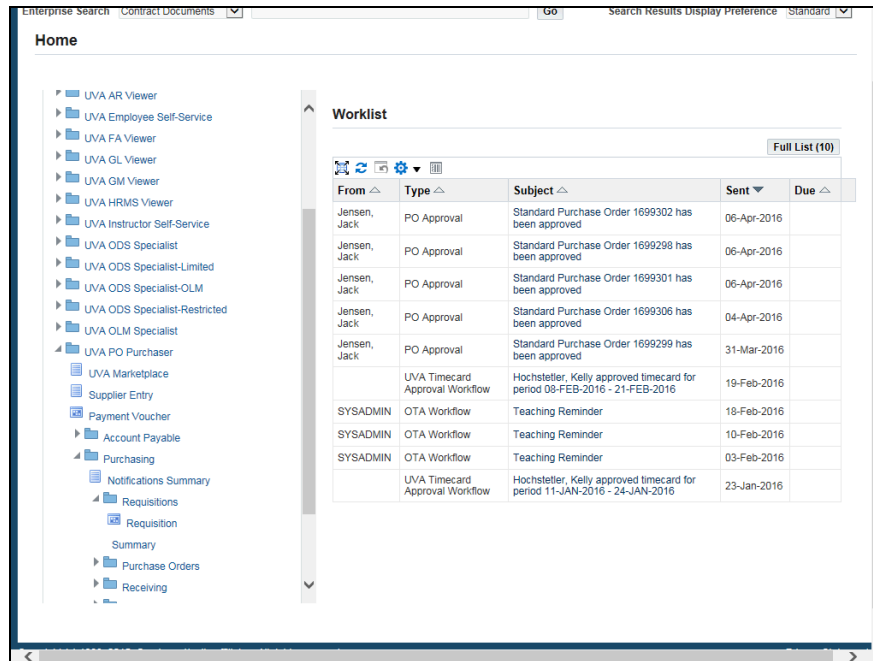 Enterprise Search Contract Documents Go Search Results Display Preference Standard
Home
UVA AR Viewer
UVA Employee Self-Service
UVA FA Viewer
UVA GL Viewer
UVA GM Viewer
UVA HRMS Viewer
UVA Instructor Self-Service
UVA ODS Specialist
UVA ODS Specialist-Limited
UVA ODS Specialist-OLM
UVA ODS Specialist-Restricted
UVA OLM Specialist
UVA PO Purchaser
UVA Marketplace
Supplier Entry
Payment Voucher
Account Payable
Purchasing
Notifications Summary
Requisitions
Requisition
Summary
Purchase Orders
Receiving
Worklist
Full List (10)
From Type Subject Sent Due
Jensen, Jack PO Approval Standard Purchase Order 1699302 has been approved 06-Apr-2016
Jensen, Jack PO Approval Standard Purchase Order 1699298 has been approved 06-Apr-2016
Jensen, Jack PO Approval Standard Purchase Order 1699301 has been approved 06-Apr-2016
Jensen, Jack PO Approval Standard Purchase Order 1699306 has been approved 04-Apr-2016
Jensen, Jack PO Approval Standard Purchase Order 1699299 has been approved 31-Mar-2016
UVA Timecard Approval Workflow Hochstetler, Kelly approved timecard for period 08-FEB-2016 - 21-FEB-2016 19-Feb-2016
SYSADMIN OTA Workflow Teaching Reminder 18-Feb-2016
SYSADMIN OTA Workflow Teaching Reminder 10-Feb-2016
SYSADMIN OTA Workflow Teaching Reminder 03-Feb-2016
UVA Timecard Approval Workflow Hochstetler, Kelly approved timecard for period 11-JAN-2016 - 24-JAN-2016 23-Jan-2016